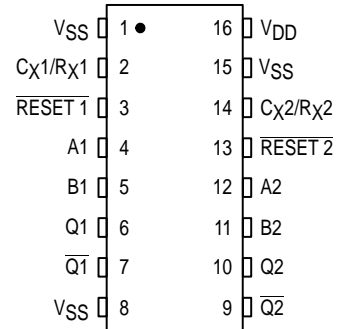 VSS 1 16 VDD
CX1/RX1 2 15 VSS
RESET 1 3 14 CX2/RX2
A1 4 13 RESET 2
B1 5 12 A2
Q1 6 11 B2
Q1 7 10 Q2
VSS 8 9 Q2